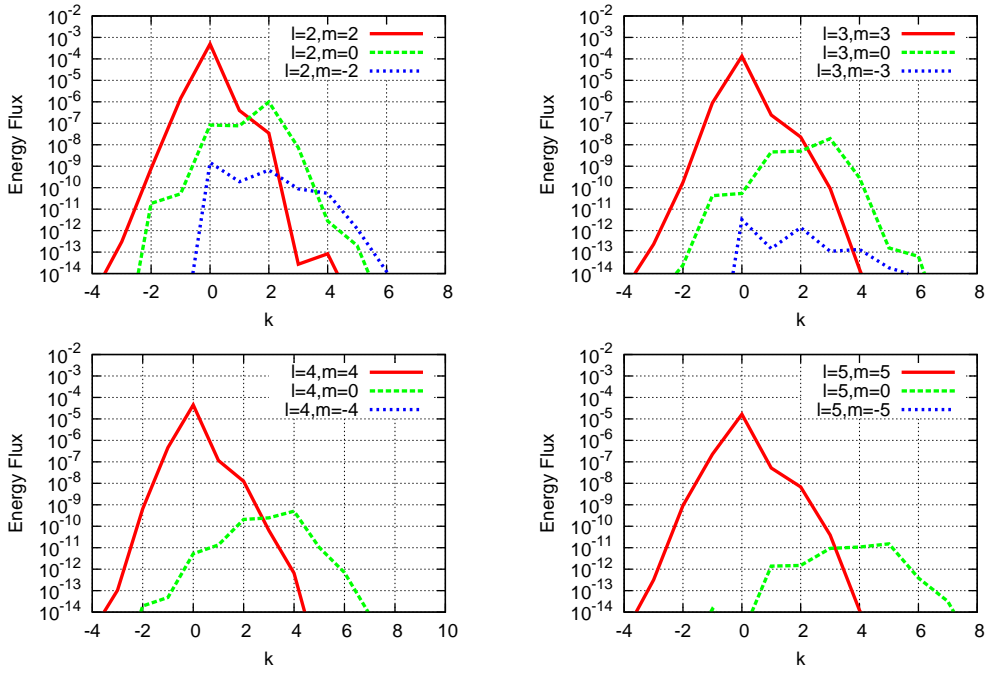 10^-2
10^-3
10^-4
10^-5
10^-6
10^-7
10^-8
10^-9
10^-10
10^-11
10^-12
10^-13
10^-14
Energy Flux
l=2,m=2
l=2,m=0
l=2,m=-2
-4 -2 0 2 4 6 8
k
10^-2
10^-3
10^-4
10^-5
10^-6
10^-7
10^-8
10^-9
10^-10
10^-11
10^-12
10^-13
10^-14
Energy Flux
l=3,m=3
l=3,m=0
l=3,m=-3
-4 -2 0 2 4 6 8
k
10^-2
10^-3
10^-4
10^-5
10^-6
10^-7
10^-8
10^-9
10^-10
10^-11
10^-12
10^-13
10^-14
Energy Flux
l=4,m=4
l=4,m=0
l=4,m=-4
-4 -2 0 2 4 6 8 10
k
10^-2
10^-3
10^-4
10^-5
10^-6
10^-7
10^-8
10^-9
10^-10
10^-11
10^-12
10^-13
10^-14
Energy Flux
l=5,m=5
l=5,m=0
l=5,m=-5
-4 -2 0 2 4 6 8
k